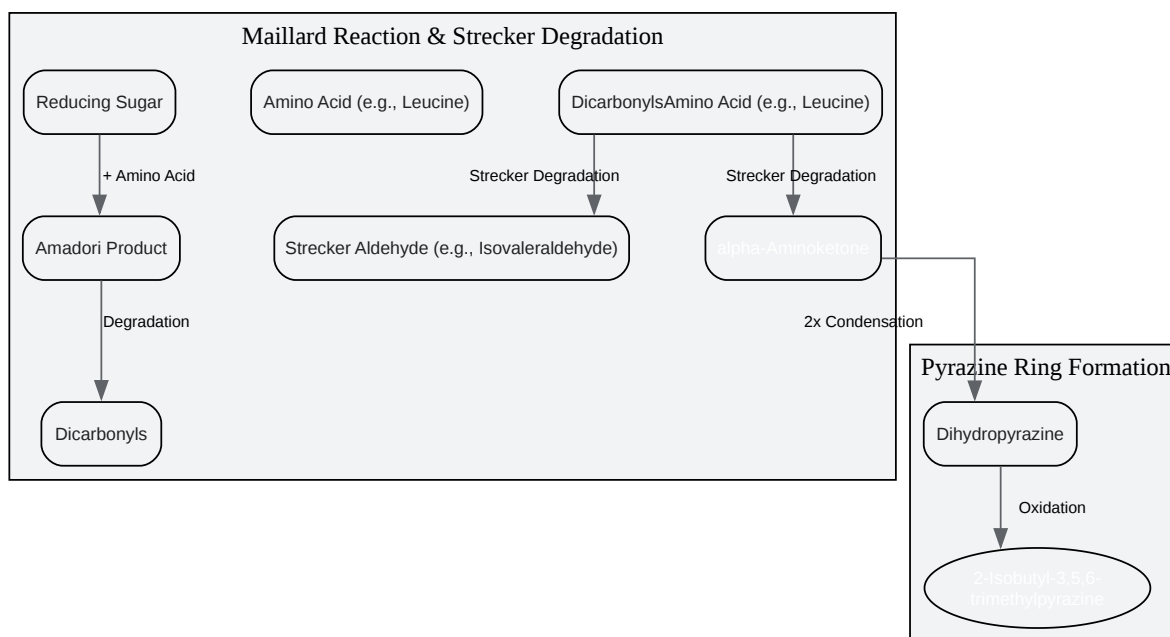 Maillard Reaction & Strecker Degradation
Reducing Sugar
Amino Acid (e.g., Leucine)
DicarbonylsAmino Acid (e.g., Leucine)
+ Amino Acid
Strecker Degradation
Strecker Degradation
Amadori Product
Strecker Aldehyde (e.g., Isovaleraldehyde)
alpha-Aminoketone
Degradation
2x Condensation
Pyrazine Ring Formation
Dicarbonyls
Dihydropyrazine
Oxidation
2-Isobutyl-3,5,6-
trimethylpyrazine